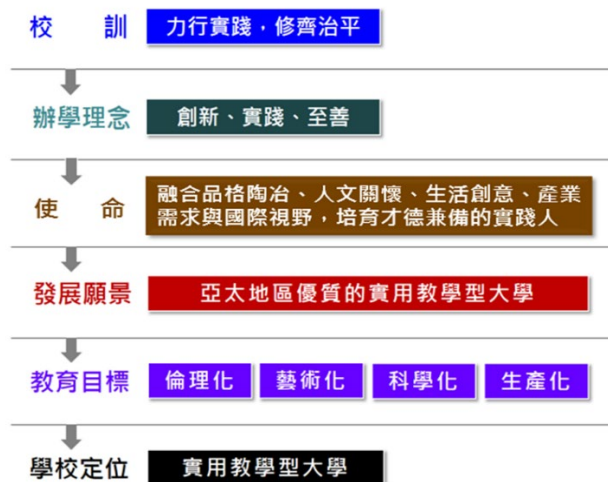 校 訓 力行實踐，修齊治平
辦學理念 創新、實踐、至善
使 命 融合品格陶冶、人文關懷、生活創意、產業
需求與國際視野，培育才德兼備的實踐人
發展願景 亞太地區優質的實用教學型大學
教育目標 倫理化 藝術化 科學化 生產化
學校定位 實用教學型大學